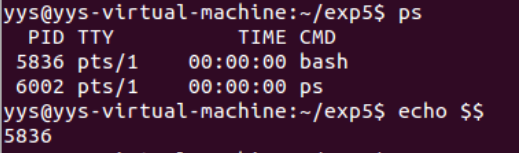 yys@yys-virtual-machine:~/exp5$ ps
  PID TTY          TIME CMD
 5836 pts/1    00:00:00 bash
 6002 pts/1    00:00:00 ps
yys@yys-virtual-machine:~/exp5$ echo $$
5836